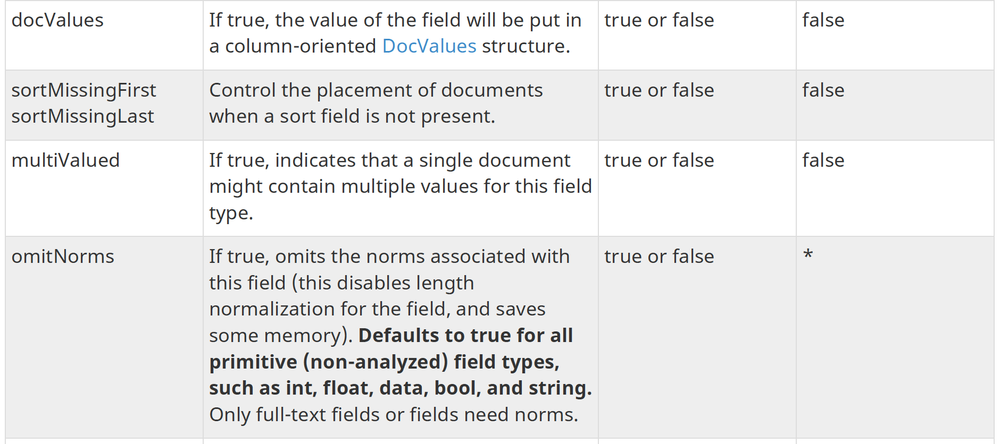 docValues
If true, the value of the field will be put in
a column-oriented DocValues structure.
true or false
false
sortMissingFirst
sortMissingLast
Control the placement of documents
when a sort field is not present.
true or false
false
multiValued
If true, indicates that a single document
might contain multiple values for this field
type.
true or false
false
omitNorms
If true, omits the norms associated with
this field (this disables length
normalization for the field, and saves
some memory). Defaults to true for all
primitive (non-analyzed) field types,
such as int, float, data, bool, and string.
Only full-text fields or fields need norms.
true or false
*